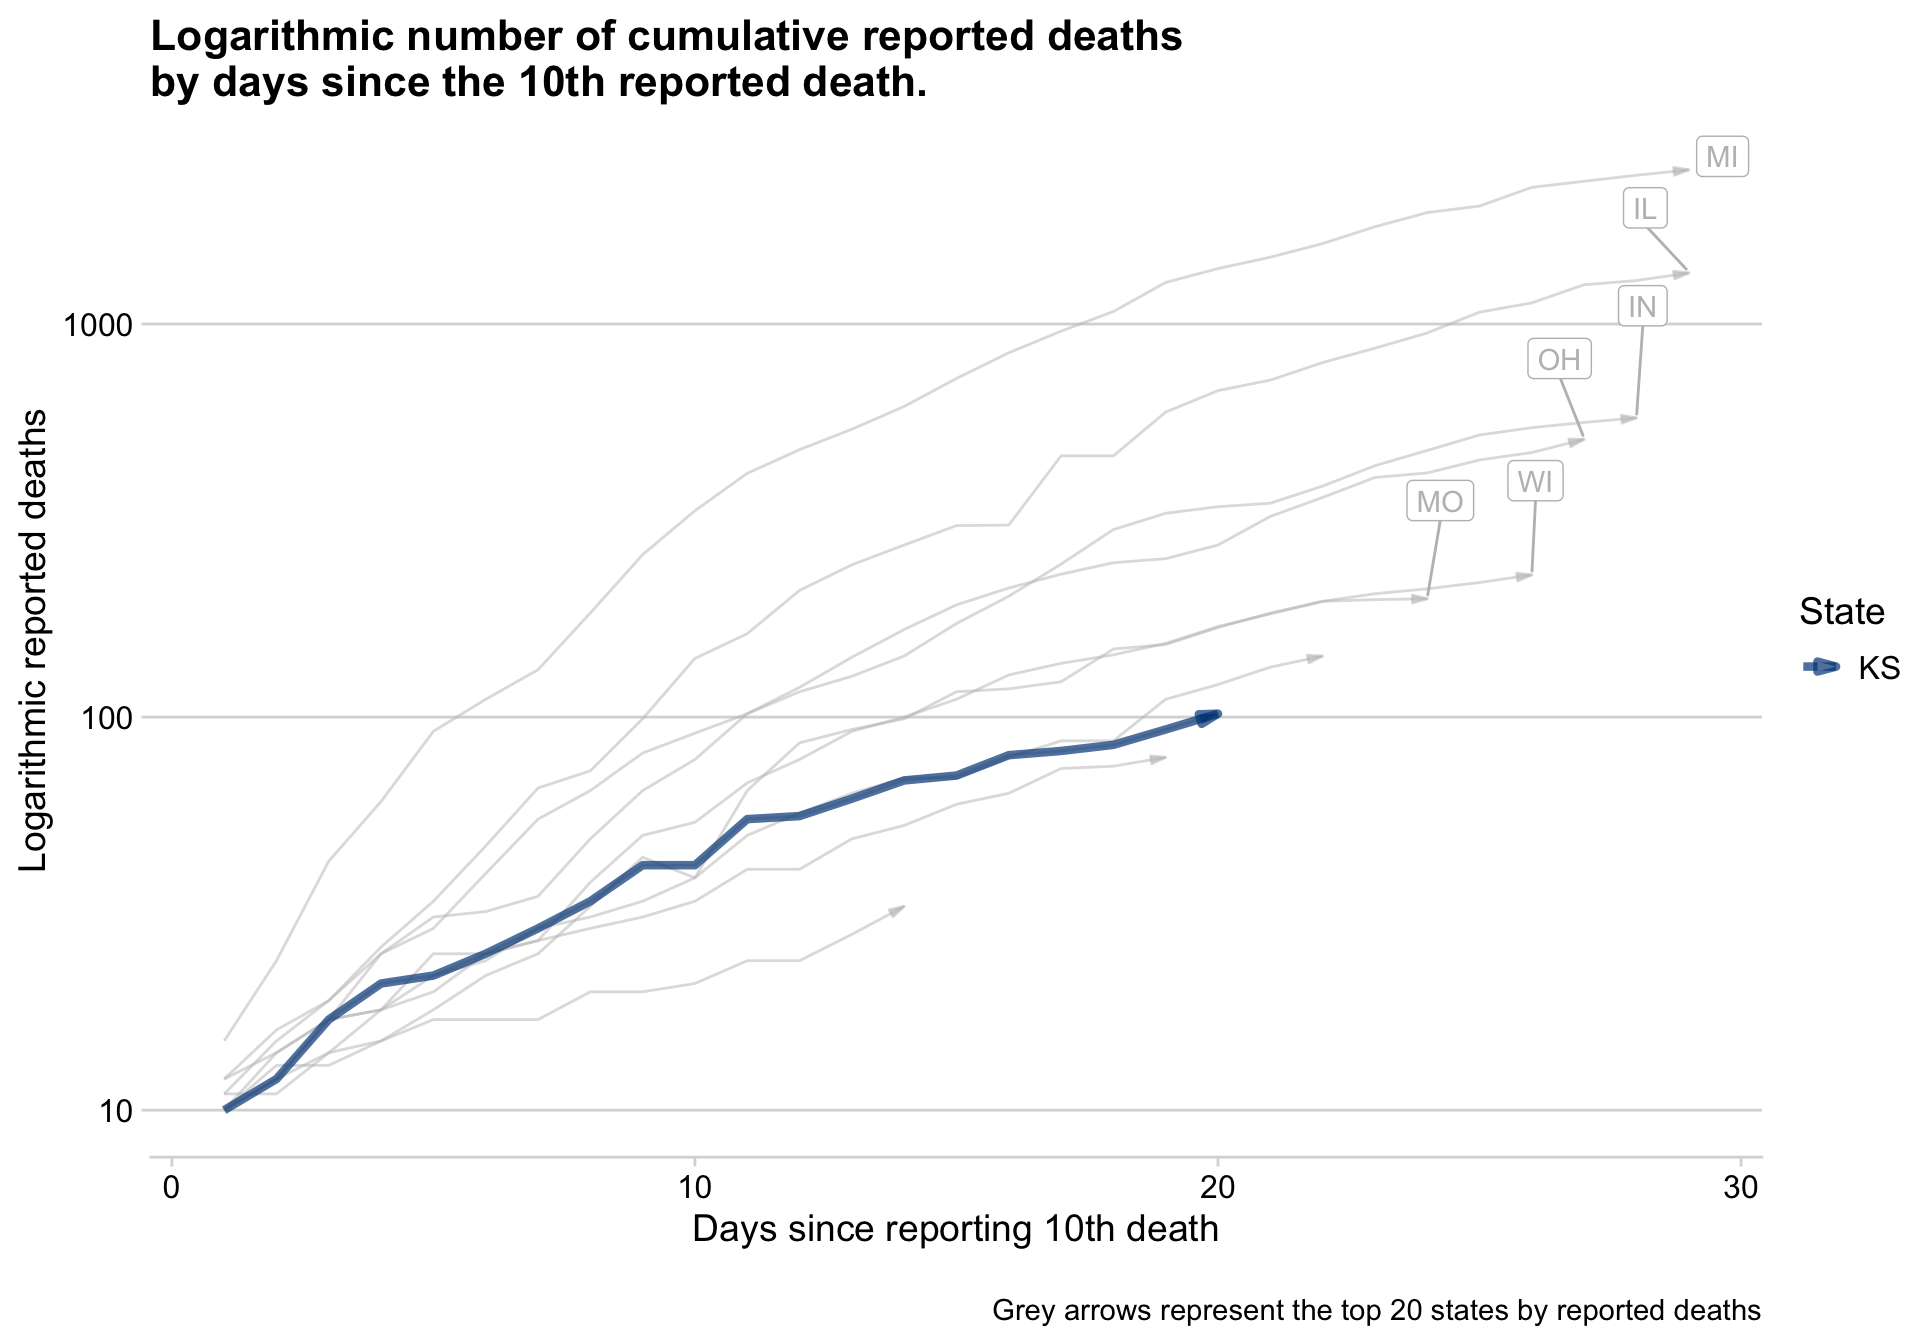 Logarithmic number of cumulative reported deaths
by days since the 10th reported death.
MI
IL
IN
OH
WI
MO
1000
100
10
Logarithmic reported deaths
State
KS
0 10 20 30
Days since reporting 10th death
Grey arrows represent the top 20 states by reported deaths